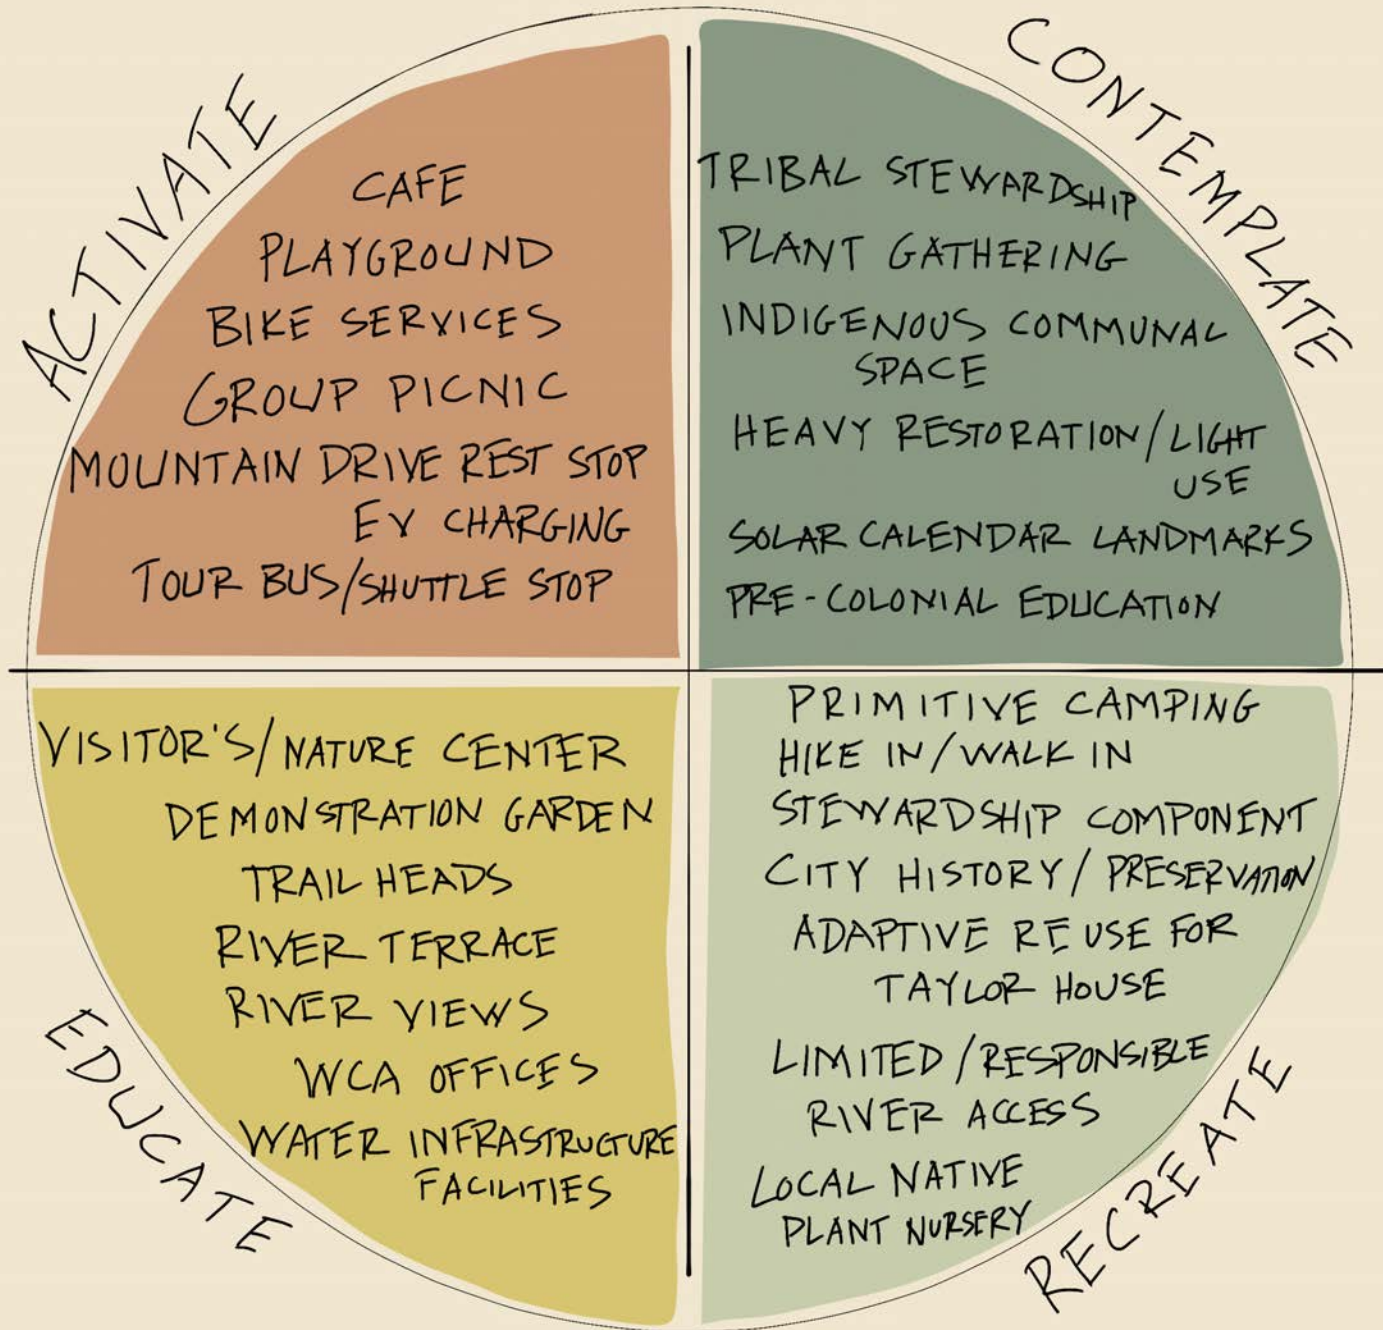 ACTIVATE
CAFE
PLAYGROUND
BIKE SERVICES
GROUP PICNIC
MOUNTAIN DRIVE REST STOP
EV CHARGING
TOUR BUS/SHUTTLE STOP
CONTEMPLATE
TRIBAL STEWARDSHIP
PLANT GATHERING
INDIGENOUS COMMUNAL
SPACE
HEAVY RESTORATION/LIGHT
USE
SOLAR CALENDAR LANDMARKS
PRE-COLONIAL EDUCATION
EDUCATE
VISITOR'S/NATURE CENTER
DEMONSTRATION GARDEN
TRAIL HEADS
RIVER TERRACE
RIVER VIEWS
WCA OFFICES
WATER INFRASTRUCTURE
FACILITIES
RECREATE
PRIMITIVE CAMPING
HIKE IN/WALK IN
STEWARDSHIP COMPONENT
CITY HISTORY/PRESERVATION
ADAPTIVE REUSE FOR
TAYLOR HOUSE
LIMITED/RESPONSIBLE
RIVER ACCESS
LOCAL NATIVE
PLANT NURSERY